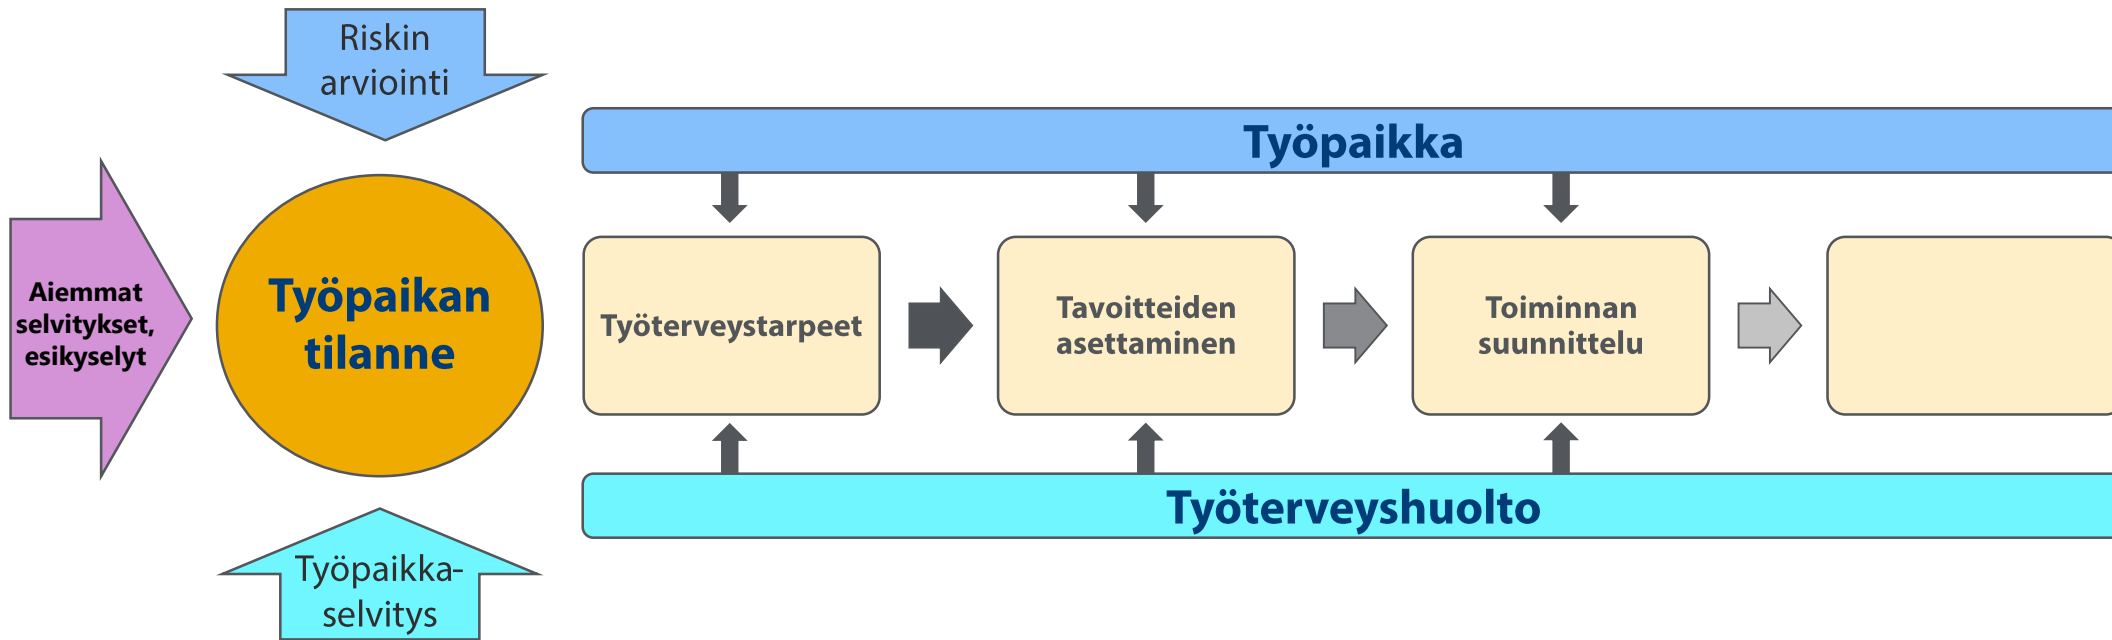 Riskin
arviointi
Työpaikka
Aiemmat
selvitykset,
esikyselyt
Työpaikan
tilanne
Työterveystarpeet
Tavoitteiden
asettaminen
Toiminnan
suunnittelu
Työterveyshuolto
Työpaikka-
selvitys